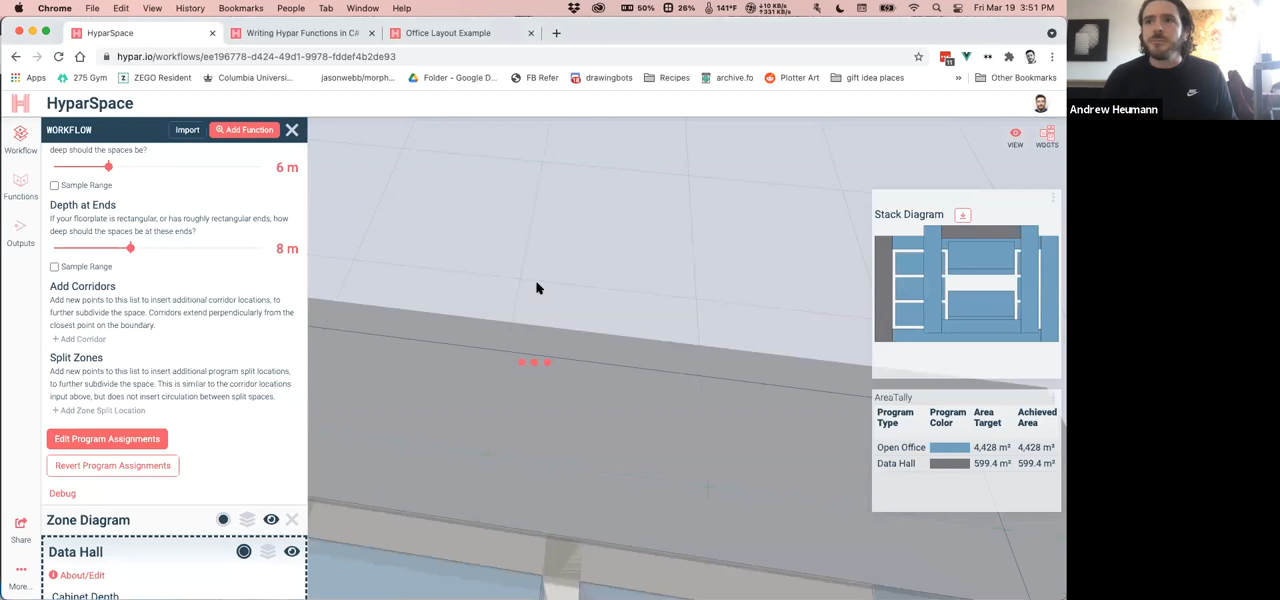 Chrome File Edit View History Bookmarks People Tab Window Help 50% 26% 141°F ↓10 KB/s ↑331 KB/s Fri Mar 19 3:51 PM
HyparSpace × Writing Hypar Functions in C# × Office Layout Example × +
hypar.io/workflows/ee196778-d424-49d1-9978-fddef4b2de93
11
Apps 275 Gym ZEGO Resident Columbia Universi... jasonwebb/morph... Folder - Google D... FB Refer drawingbots Recipes archive.fo Plotter Art gift idea places » Other Bookmarks
HyparSpace
Andrew Heumann
WORKFLOW Import Add Function
Workflow
Functions
Outputs
Share
More...
deep should the spaces be?
6 m
Sample Range
Depth at Ends
If your floorplate is rectangular, or has roughly rectangular ends, how
deep should the spaces be at these ends?
8 m
Sample Range
Add Corridors
Add new points to this list to insert additional corridor locations, to
further subdivide the space. Corridors extend perpendicularly from the
closest point on the boundary.
+ Add Corridor
Split Zones
Add new points to this list to insert additional program split locations,
to further subdivide the space. This is similar to the corridor locations
input above, but does not insert circulation between split spaces.
+ Add Zone Split Location
Edit Program Assignments
Revert Program Assignments
Debug
Zone Diagram
Data Hall
About/Edit
Cabinet Depth
VIEW WDGTS
Stack Diagram
AreaTally
Program Type Program Color Area Target Achieved Area
Open Office 4,428 m² 4,428 m²
Data Hall 599.4 m² 599.4 m²